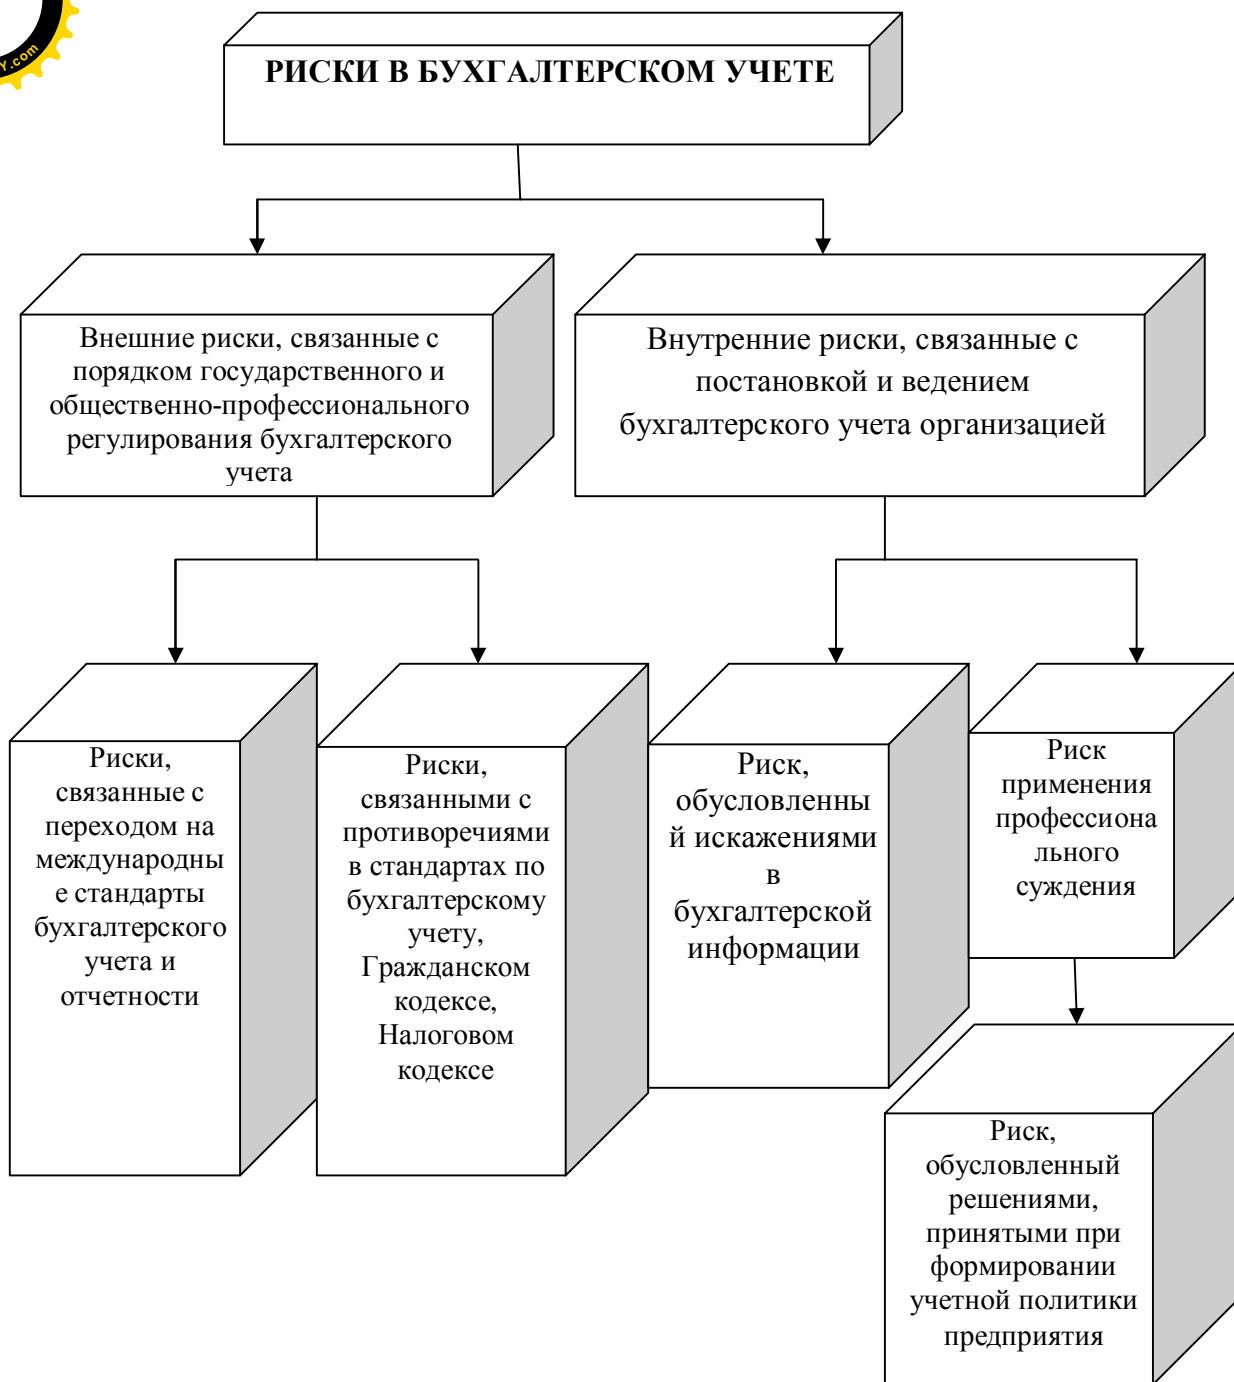 Y.com
РИСКИ В БУХГАЛТЕРСКОМ УЧЕТЕ
Внешние риски, связанные с
порядком государственного и
общественно-профессионального
регулирования бухгалтерского
учета
Внутренние риски, связанные с
постановкой и ведением
бухгалтерского учета организацией
Риски,
связанные с
переходом на
международны
е стандарты
бухгалтерского
учета и
отчетности
Риски,
связанными с
противоречиями
в стандартах по
бухгалтерскому
учету,
Гражданском
кодексе,
Налоговом
кодексе
Риск,
обусловленны
й искажениями
в
бухгалтерской
информации
Риск
применения
профессиона
льного
суждения
Риск,
обусловленный
решениями,
принятыми при
формировании
учетной политики
предприятия